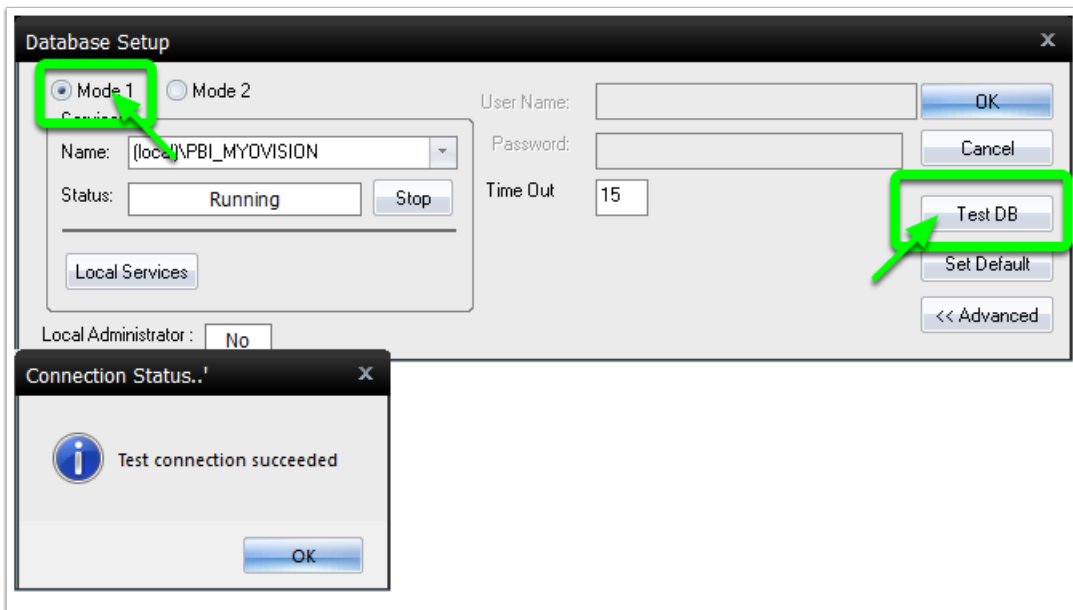 Database Setup
x
Mode 1
Mode 2
Service
Name:
(local)\PBI_MYOVISION
Status:
Running
Stop
Local Services
Local Administrator :
No
User Name:
Password:
Time Out
15
OK
Cancel
Test DB
Set Default
<< Advanced
Connection Status..'
x
Test connection succeeded
OK